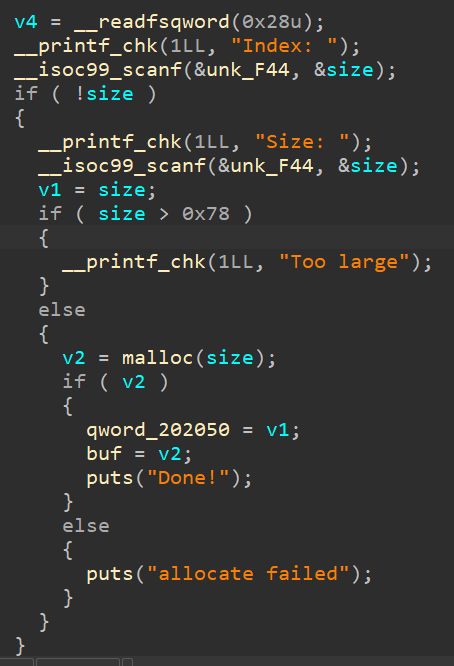 v4 = __readfsqword(0x28u);
__printf_chk(1LL, "Index: ");
__isoc99_scanf(&unk_F44, &size);
if ( !size )
{
  __printf_chk(1LL, "Size: ");
  __isoc99_scanf(&unk_F44, &size);
  v1 = size;
  if ( size > 0x78 )
  {
    __printf_chk(1LL, "Too large");
  }
  else
  {
    v2 = malloc(size);
    if ( v2 )
    {
      qword_202050 = v1;
      buf = v2;
      puts("Done!");
    }
    else
    {
      puts("allocate failed");
    }
  }
}